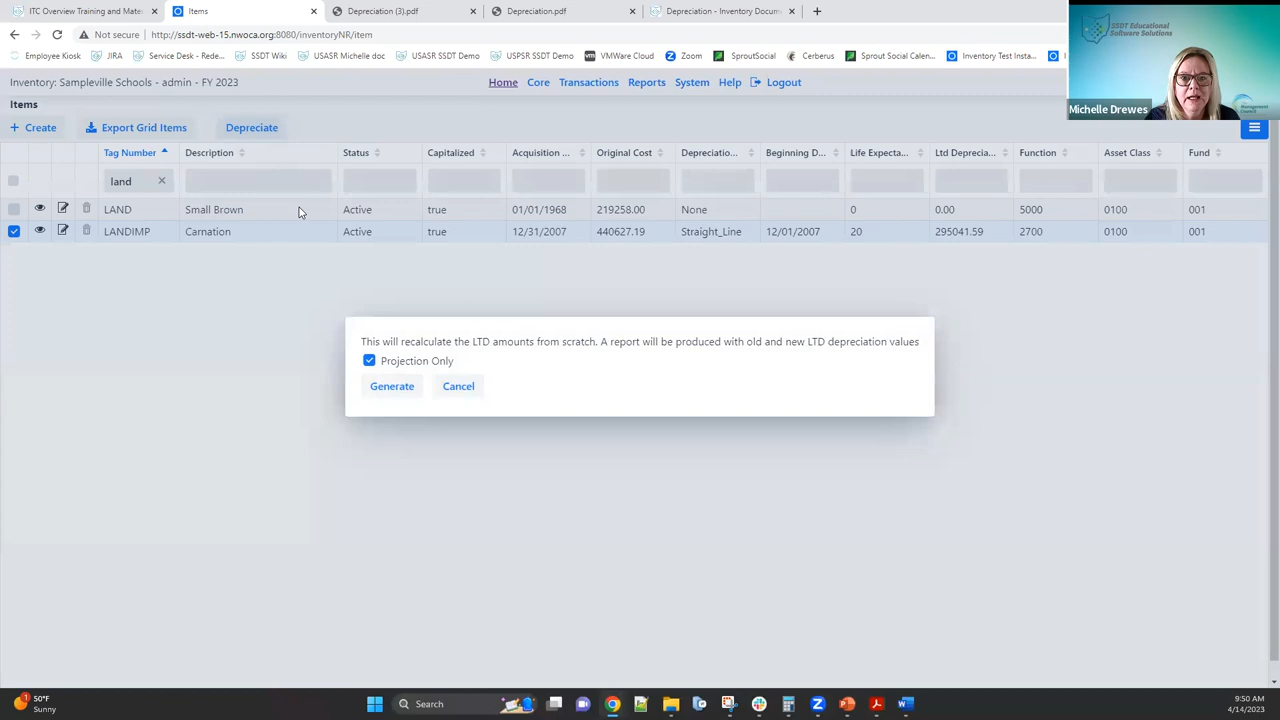 ITC Overview Training and Mater
Items
Depreciation (3).pdf
Depreciation.pdf
Depreciation – Inventory Docum
Not secure
http://ssdt-web-15.nwoca.org:8080/inventoryNR/item
Employee Kiosk
JIRA
Service Desk - Rede...
SSDT Wiki
USASR Michelle doc
USASR SSDT Demo
USPSR SSDT Demo
VMWare Cloud
Zoom
SproutSocial
Cerberus
Sprout Social Calen...
Inventory Test Insta...
SSDT Educational
Software Solutions
Management
Council
Michelle Drewes
Inventory: Sampleville Schools - admin - FY 2023
Home
Core
Transactions
Reports
System
Help
Logout
Items
Create
Export Grid Items
Depreciate
Tag Number
Description
Status
Capitalized
Acquisition ...
Original Cost
Depreciatio...
Beginning D...
Life Expecta...
Ltd Deprecia...
Function
Asset Class
Fund
land
LAND
Small Brown
Active
true
01/01/1968
219258.00
None
0
0.00
5000
0100
001
LANDIMP
Carnation
Active
true
12/31/2007
440627.19
Straight_Line
12/01/2007
20
295041.59
2700
0100
001
This will recalculate the LTD amounts from scratch. A report will be produced with old and new LTD depreciation values
Projection Only
Generate
Cancel
1
50°F
Sunny
Search
9:50 AM
4/14/2023